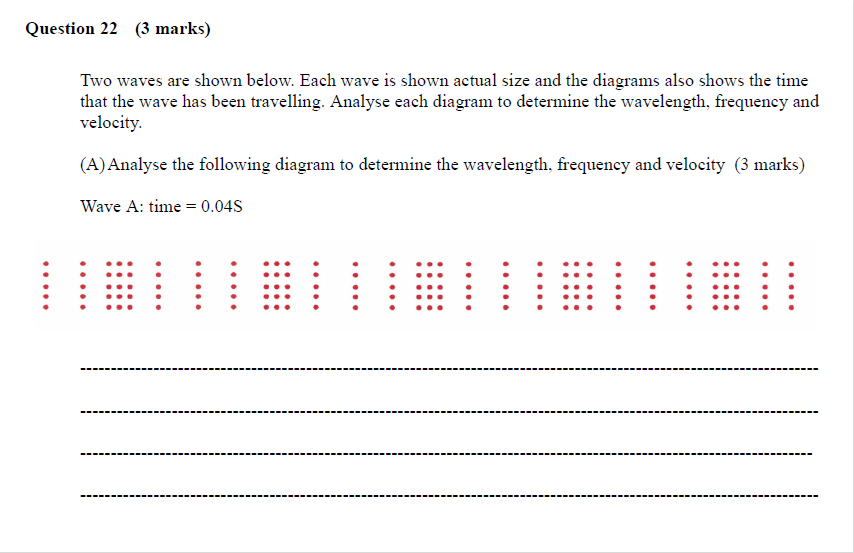 Question 22 (3 marks)
Two waves are shown below. Each wave is shown actual size and the diagrams also shows the time
that the wave has been travelling. Analyse each diagram to determine the wavelength, frequency and
velocity.
(A)Analyse the following diagram to determine the wavelength, frequency and velocity (3 marks)
Wave A: time = 0.04S